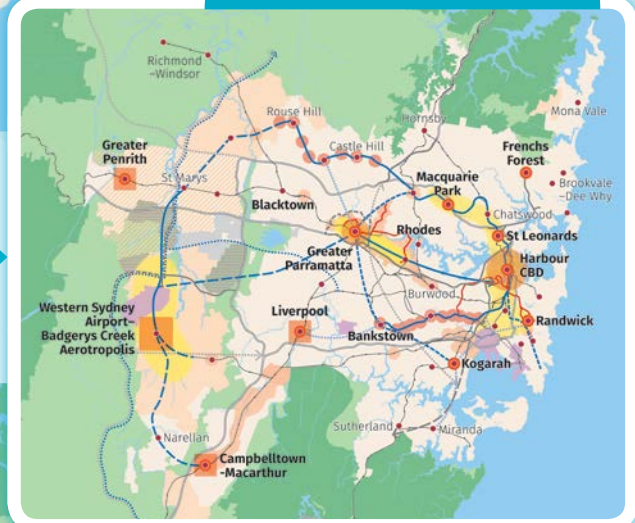 Richmond
–Windsor
Mona Vale
Rouse Hill
Hornsby
Greater
Penrith
Castle Hill
Frenchs
Forest
St Marys
Macquarie
Park
Brookvale
–Dee Why
Blacktown
Chatswood
Rhodes
St Leonards
Greater
Parramatta
Harbour
CBD
Western Sydney
Airport–
Badgerys Creek
Aerotropolis
Liverpool
Burwood
Bankstown
Randwick
Kogarah
Sutherland
Miranda
Narellan
Campbelltown
-Macarthur